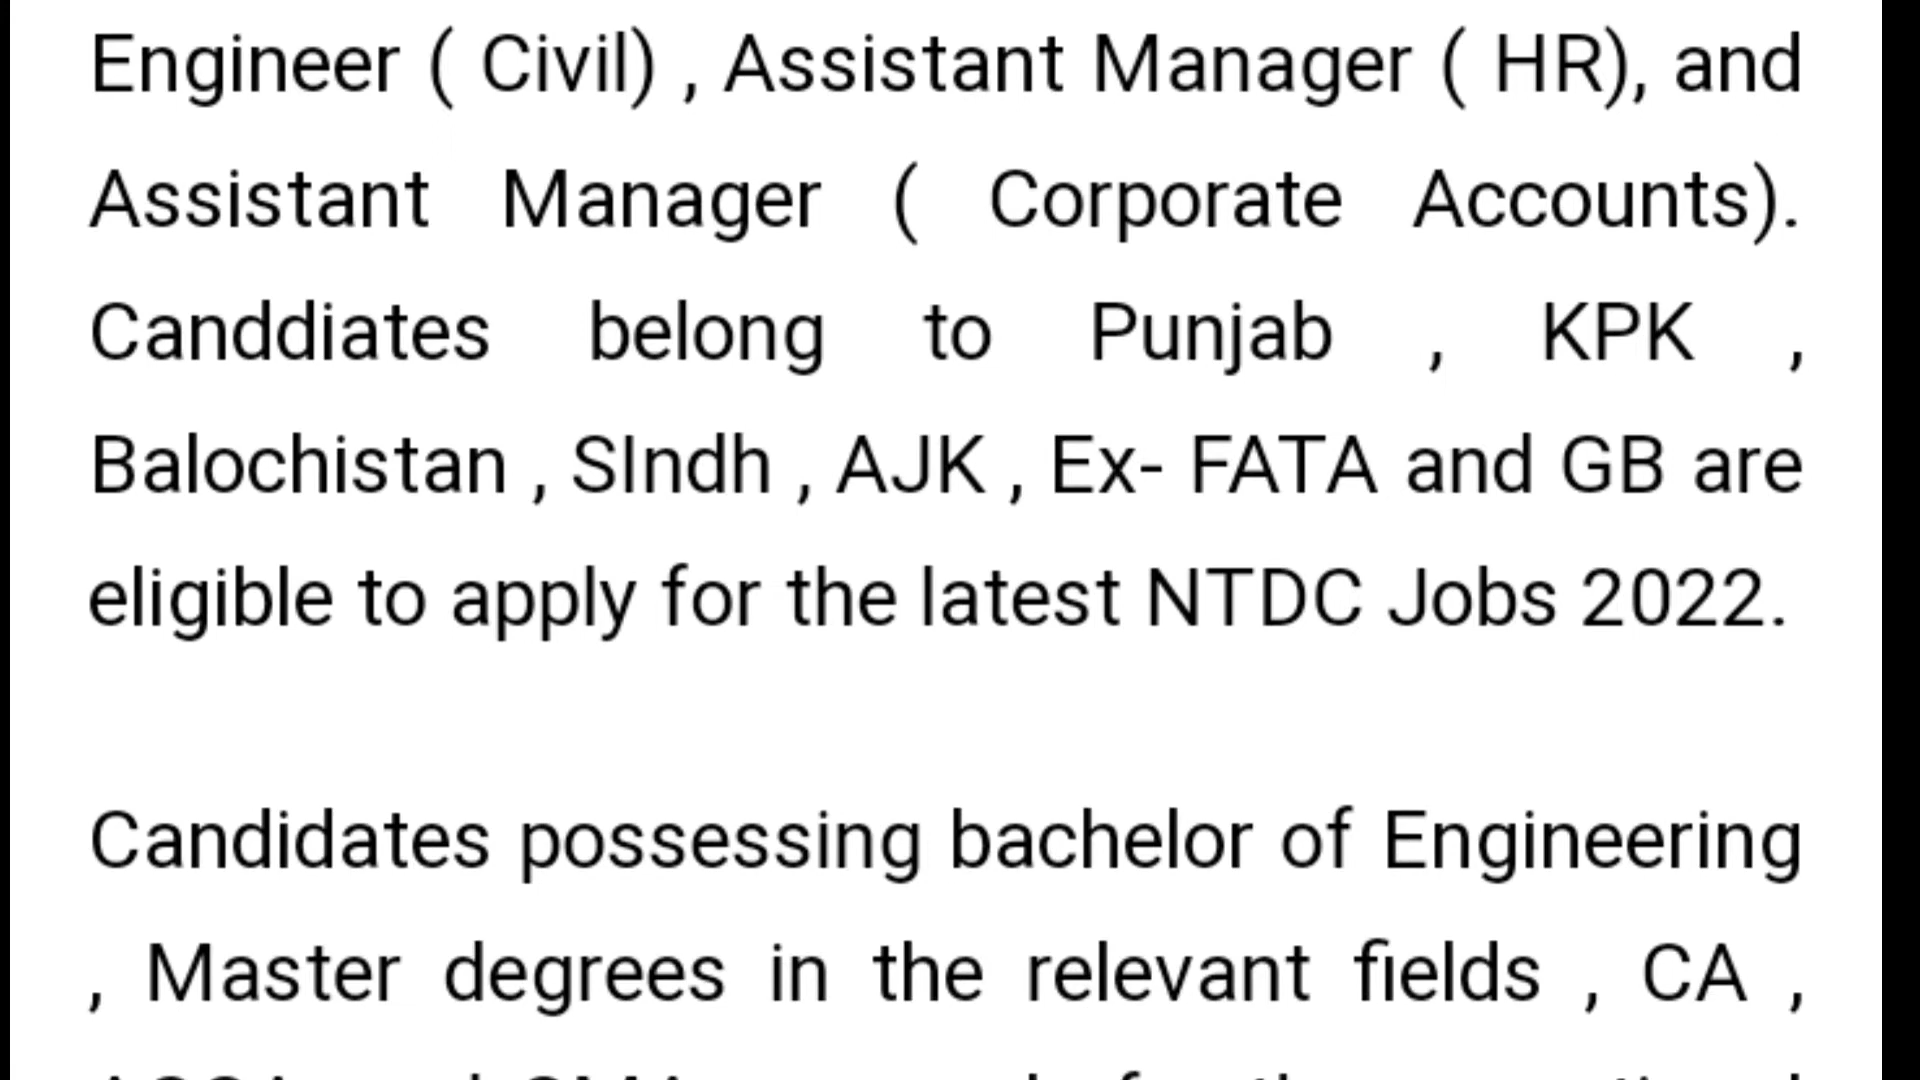 Engineer ( Civil) , Assistant Manager ( HR), and
Assistant Manager ( Corporate Accounts).
Canddiates belong to Punjab , KPK ,
Balochistan , SIndh , AJK , Ex- FATA and GB are
eligible to apply for the latest NTDC Jobs 2022.
Candidates possessing bachelor of Engineering
, Master degrees in the relevant fields , CA ,